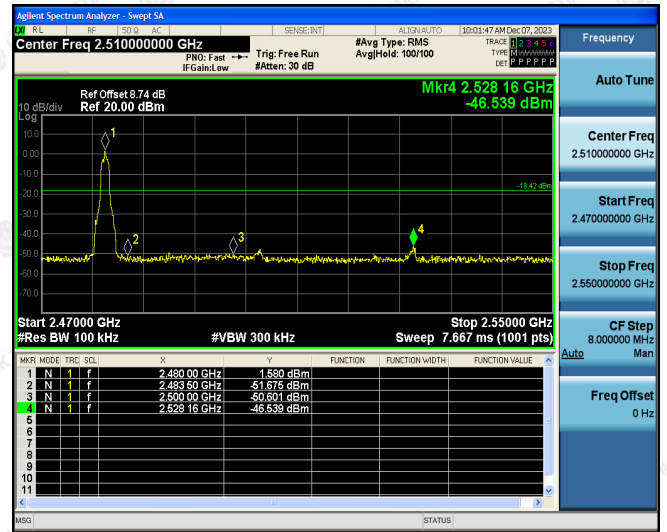 Agilent Spectrum Analyzer - Swept SA
LXI RL RF 50 Ω AC SENSE:INT ALIGN AUTO 10:01:47 AM Dec 07, 2023
Center Freq 2.510000000 GHz
PNO: Fast
IFGain:Low
Trig: Free Run
#Atten: 30 dB
#Avg Type: RMS
Avg|Hold: 100/100
TRACE 1 2 3 4 5 6
TYPE MWWWWW
DET P P P P P P
Frequency
Auto Tune
Center Freq
2.510000000 GHz
Start Freq
2.470000000 GHz
Stop Freq
2.550000000 GHz
CF Step
8.000000 MHz
Auto Man
Freq Offset
0 Hz
Mkr4 2.528 16 GHz
-46.539 dBm
Ref Offset 8.74 dB
10 dB/div Ref 20.00 dBm
Log
10.0
0.00
-10.0
-20.0
-30.0
-40.0
-50.0
-60.0
-70.0
1
2
3
4
-18.42 dBm
Start 2.47000 GHz Stop 2.55000 GHz
#Res BW 100 kHz #VBW 300 kHz Sweep 7.667 ms (1001 pts)
MKR MODE TRC SCL X Y FUNCTION FUNCTION WIDTH FUNCTION VALUE
1 N 1 f 2.480 00 GHz 1.580 dBm
2 N 1 f 2.483 50 GHz -51.675 dBm
3 N 1 f 2.500 00 GHz -50.601 dBm
4 N 1 f 2.528 16 GHz -46.539 dBm
5
6
7
8
9
10
11
MSG STATUS